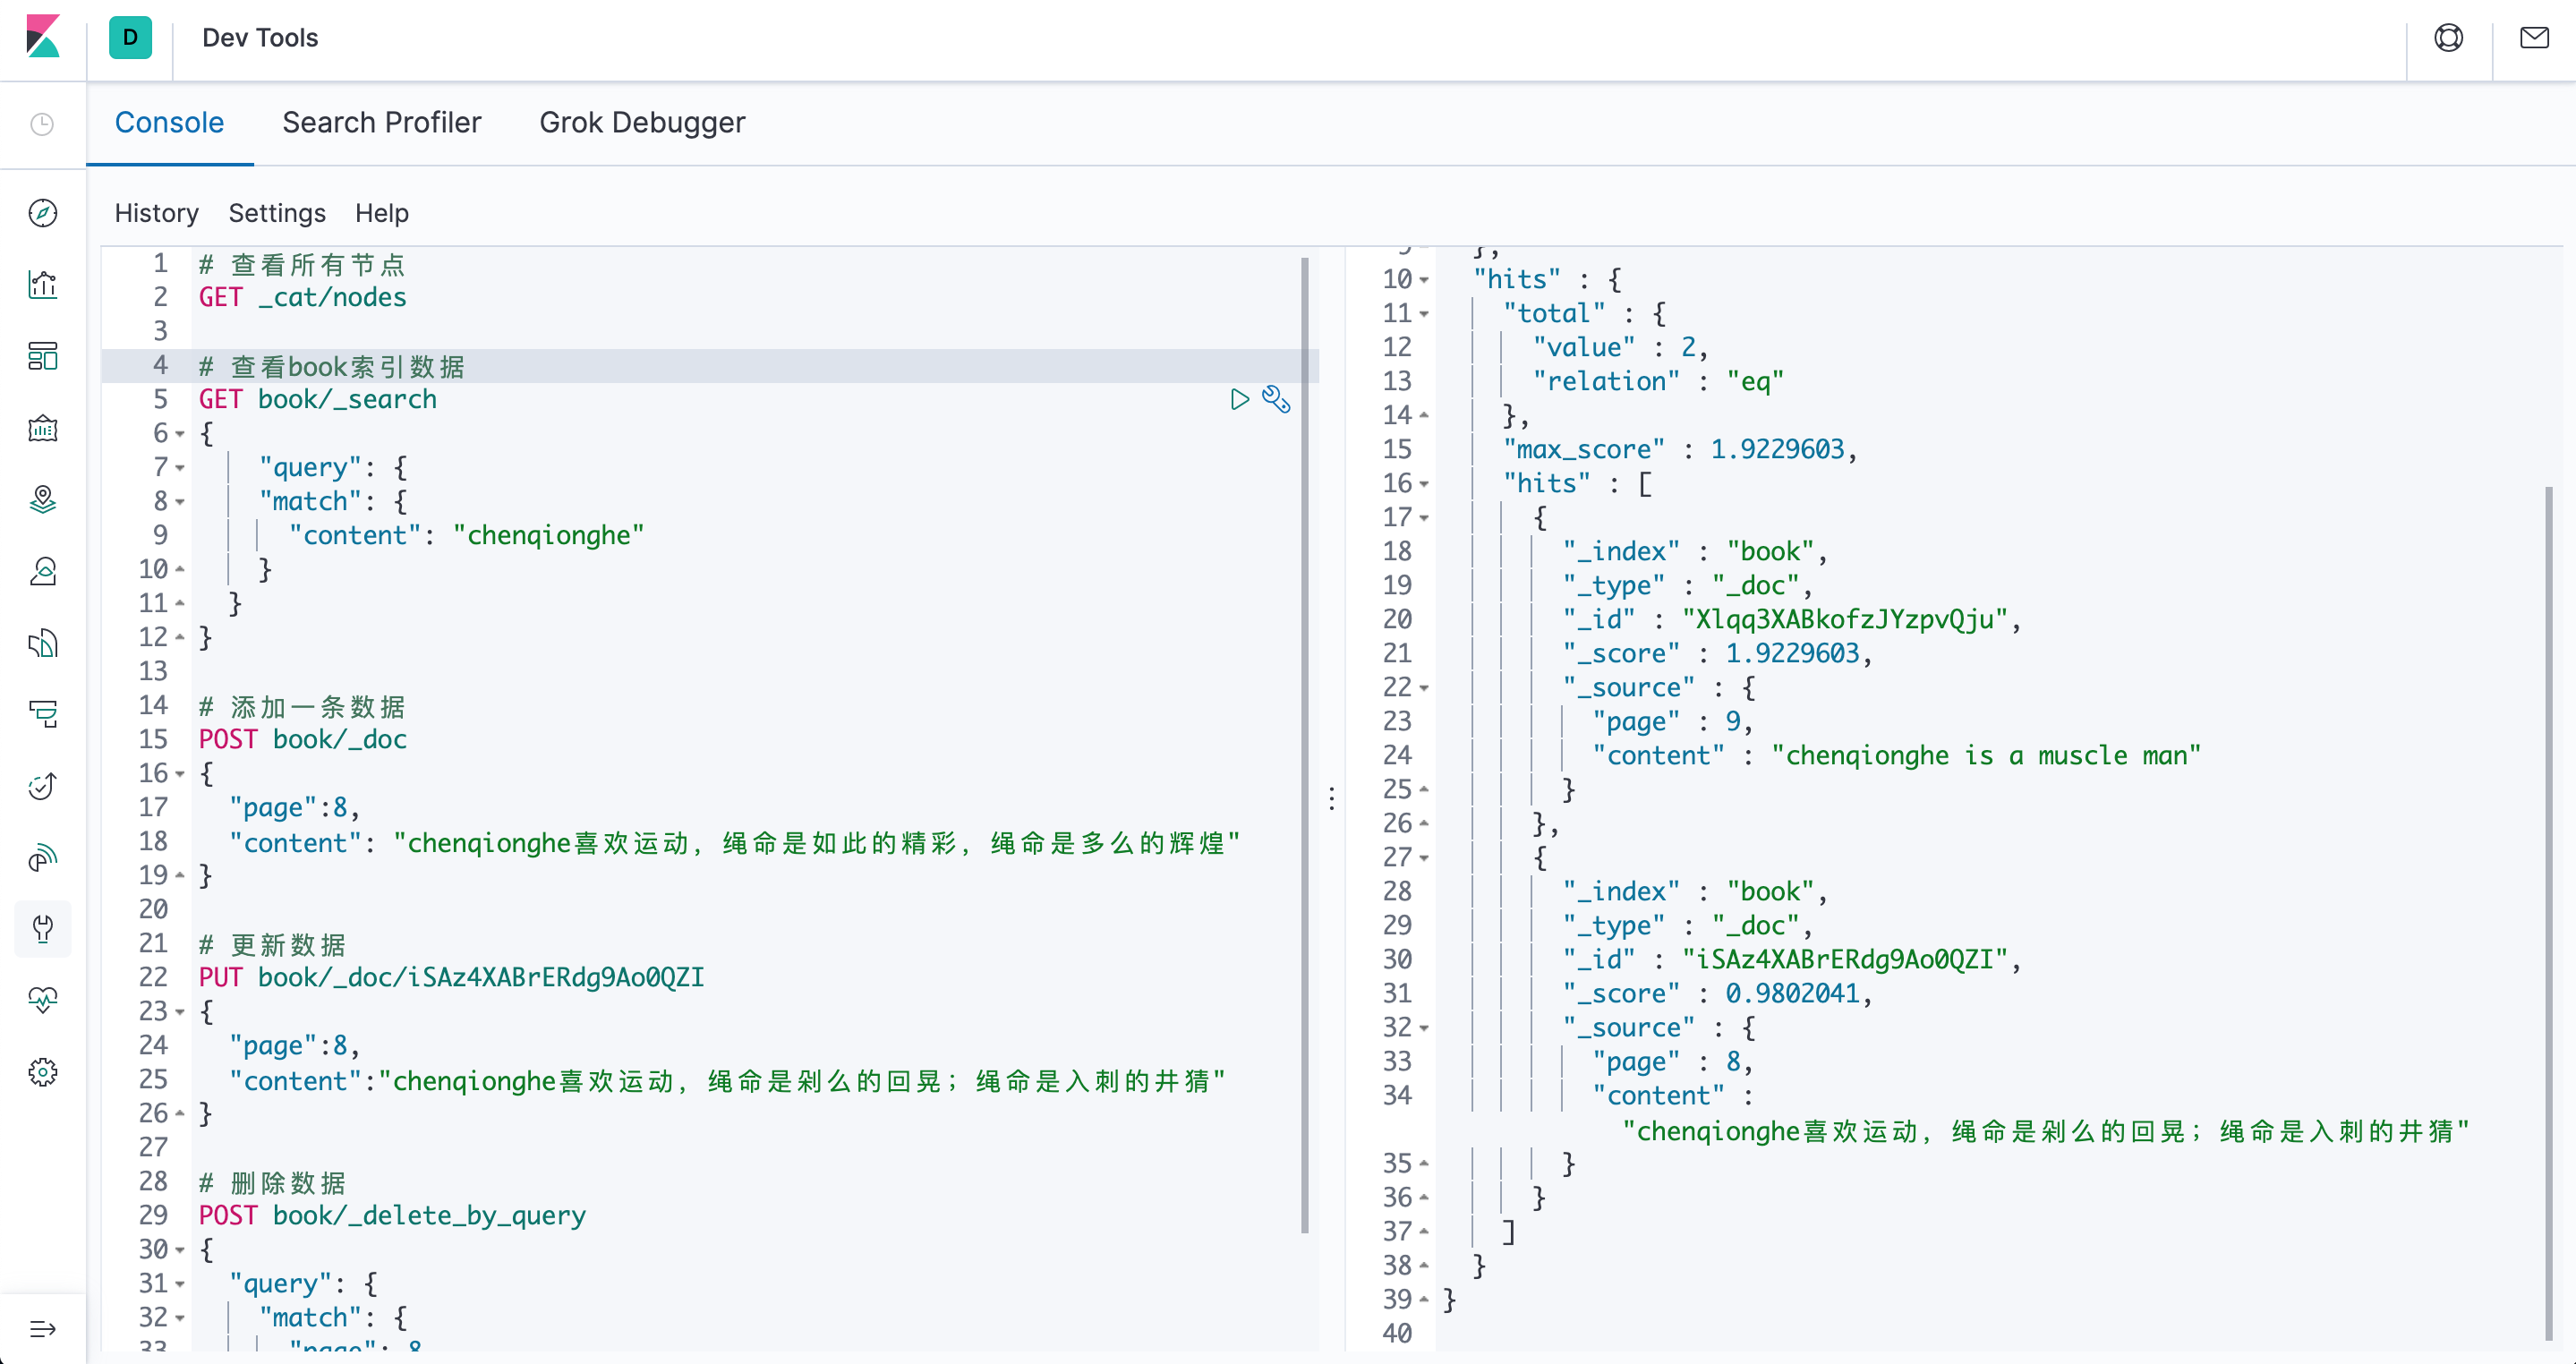 D Dev Tools
Console Search Profiler Grok Debugger
History Settings Help
1 # 查看所有节点
2 GET _cat/nodes
3
4 # 查看book索引数据
5 GET book/_search
6 {
7 "query": {
8 "match": {
9 "content": "chenqionghe"
10 }
11 }
12 }
13
14 # 添加一条数据
15 POST book/_doc
16 {
17 "page":8,
18 "content": "chenqionghe喜欢运动，绳命是如此的精彩，绳命是多么的辉煌"
19 }
20
21 # 更新数据
22 PUT book/_doc/iSAz4XABrERdg9Ao0QZI
23 {
24 "page":8,
25 "content":"chenqionghe喜欢运动，绳命是剁么的回晃；绳命是入刺的井猜"
26 }
27
28 # 删除数据
29 POST book/_delete_by_query
30 {
31 "query": {
32 "match": {
33 "page": 8
9 },
10 "hits" : {
11 "total" : {
12 "value" : 2,
13 "relation" : "eq"
14 },
15 "max_score" : 1.9229603,
16 "hits" : [
17 {
18 "_index" : "book",
19 "_type" : "_doc",
20 "_id" : "Xlqq3XABkofzJYzpvQju",
21 "_score" : 1.9229603,
22 "_source" : {
23 "page" : 9,
24 "content" : "chenqionghe is a muscle man"
25 }
26 },
27 {
28 "_index" : "book",
29 "_type" : "_doc",
30 "_id" : "iSAz4XABrERdg9Ao0QZI",
31 "_score" : 0.9802041,
32 "_source" : {
33 "page" : 8,
34 "content" :
"chenqionghe喜欢运动，绳命是剁么的回晃；绳命是入刺的井猜"
35 }
36 }
37 ]
38 }
39 }
40